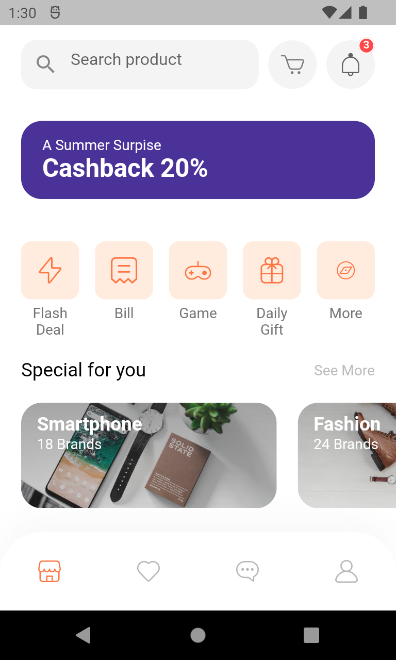 1:30
Search product
3
A Summer Surpise
Cashback 20%
Flash
Deal
Bill
Game
Daily
Gift
More
Special for you
See More
Smartphone
18 Brands
SOLID
STATE
Fashion
24 Brands